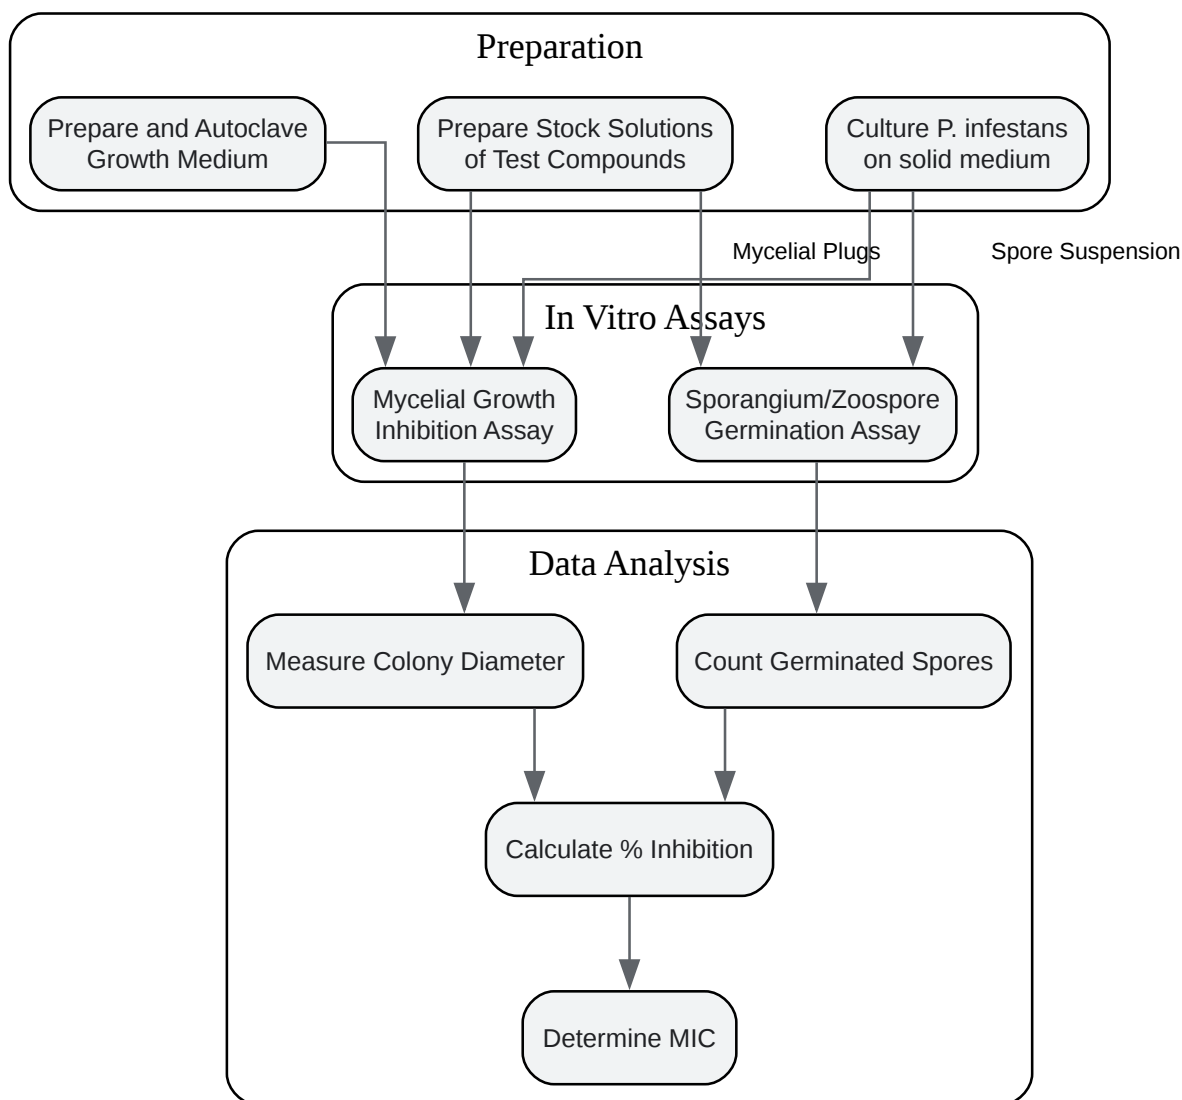 Preparation
Prepare and Autoclave
Growth Medium
Prepare Stock Solutions
of Test Compounds
Culture P. infestans
on solid medium
Mycelial Plugs
Spore Suspension
In Vitro Assays
Mycelial Growth
Inhibition Assay
Sporangium/Zoospore
Germination Assay
Data Analysis
Measure Colony Diameter
Count Germinated Spores
Calculate % Inhibition
Determine MIC